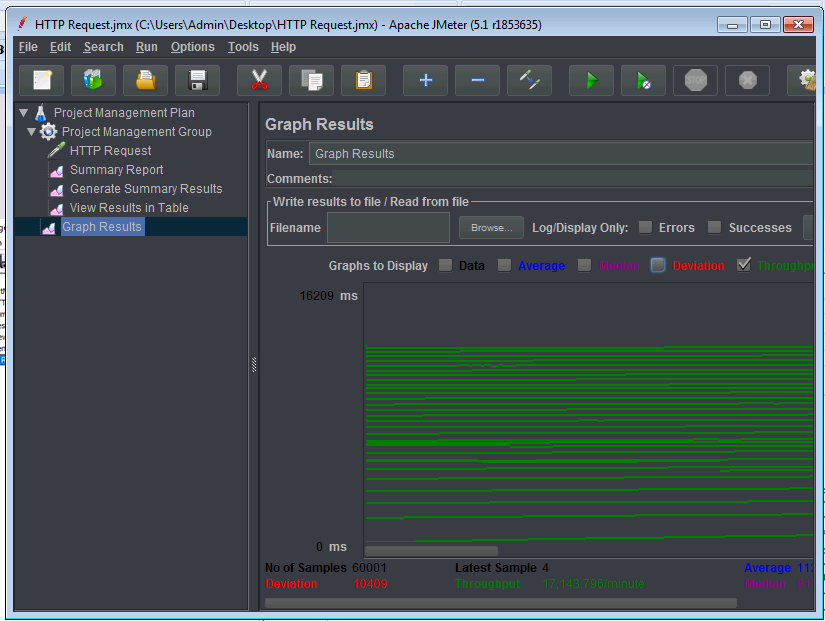 HTTP Request.jmx (C:\Users\Admin\Desktop\HTTP Request.jmx) - Apache JMeter (5.1 r1853635)
File Edit Search Run Options Tools Help
STOP
Project Management Plan
Project Management Group
HTTP Request
Summary Report
Generate Summary Results
View Results in Table
Graph Results
Graph Results
Name: Graph Results
Comments:
Write results to file / Read from file
Filename Browse... Log/Display Only: Errors Successes
Graphs to Display Data Average Median Deviation Throughp
16209 ms
0 ms
No of Samples 60001 Latest Sample 4 Average 112
Deviation 10409 Throughput 17,143.796/minute Median